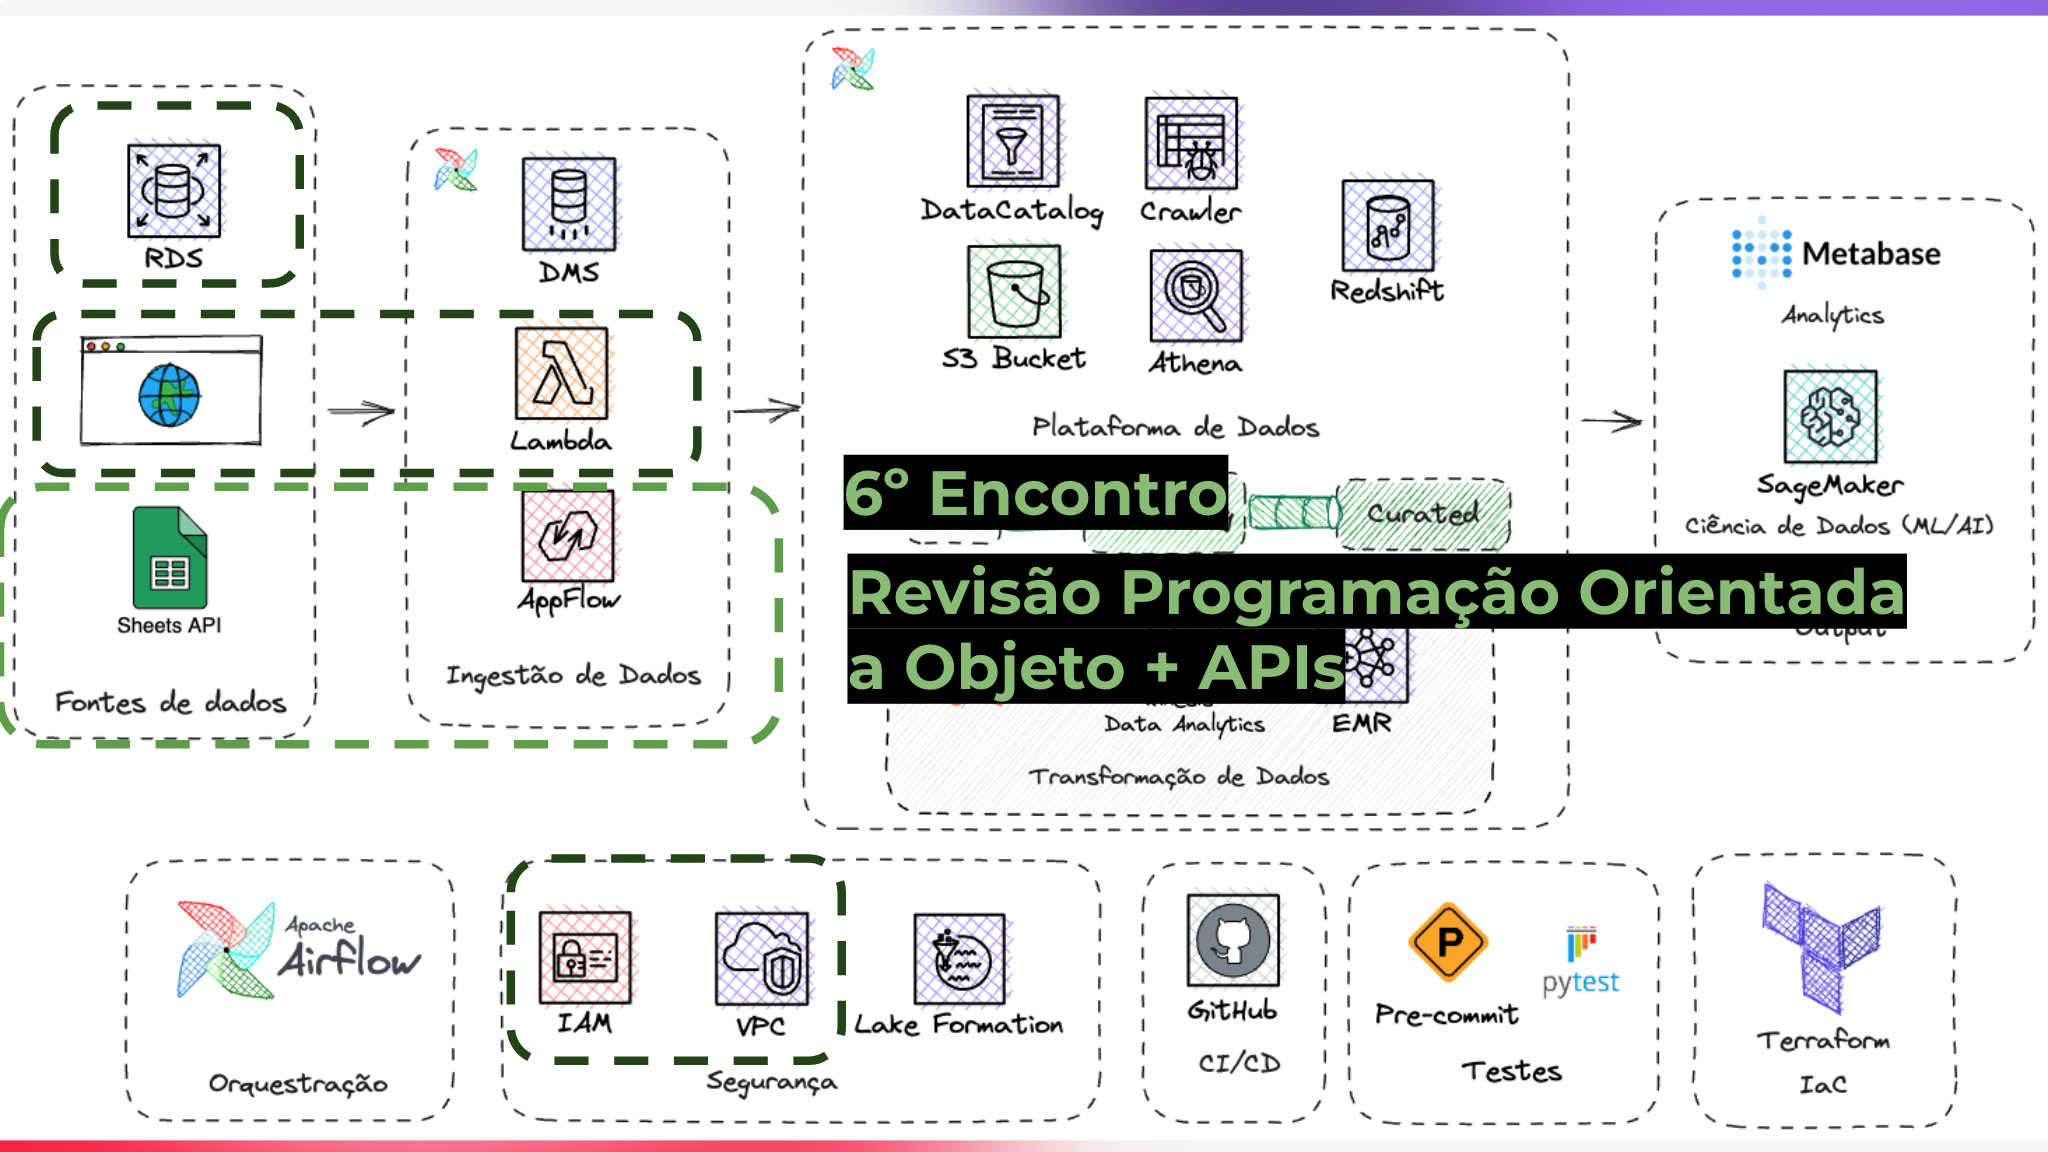 RDS
Sheets API
Fontes de dados
DMS
Lambda
AppFlow
Ingestão de Dados
DataCatalog
Crawler
S3 Bucket
Athena
Redshift
Plataforma de Dados
6º Encontro
Curated
Revisão Programação Orientada
a Objeto + APIs
Data Analytics
EMR
Transformação de Dados
Metabase
Analytics
SageMaker
Ciência de Dados (ML/AI)
Output
Apache
Airflow
Orquestração
IAM
VPC
Lake Formation
Segurança
GitHub
CI/CD
P
Pre-commit
pytest
Testes
Terraform
IaC